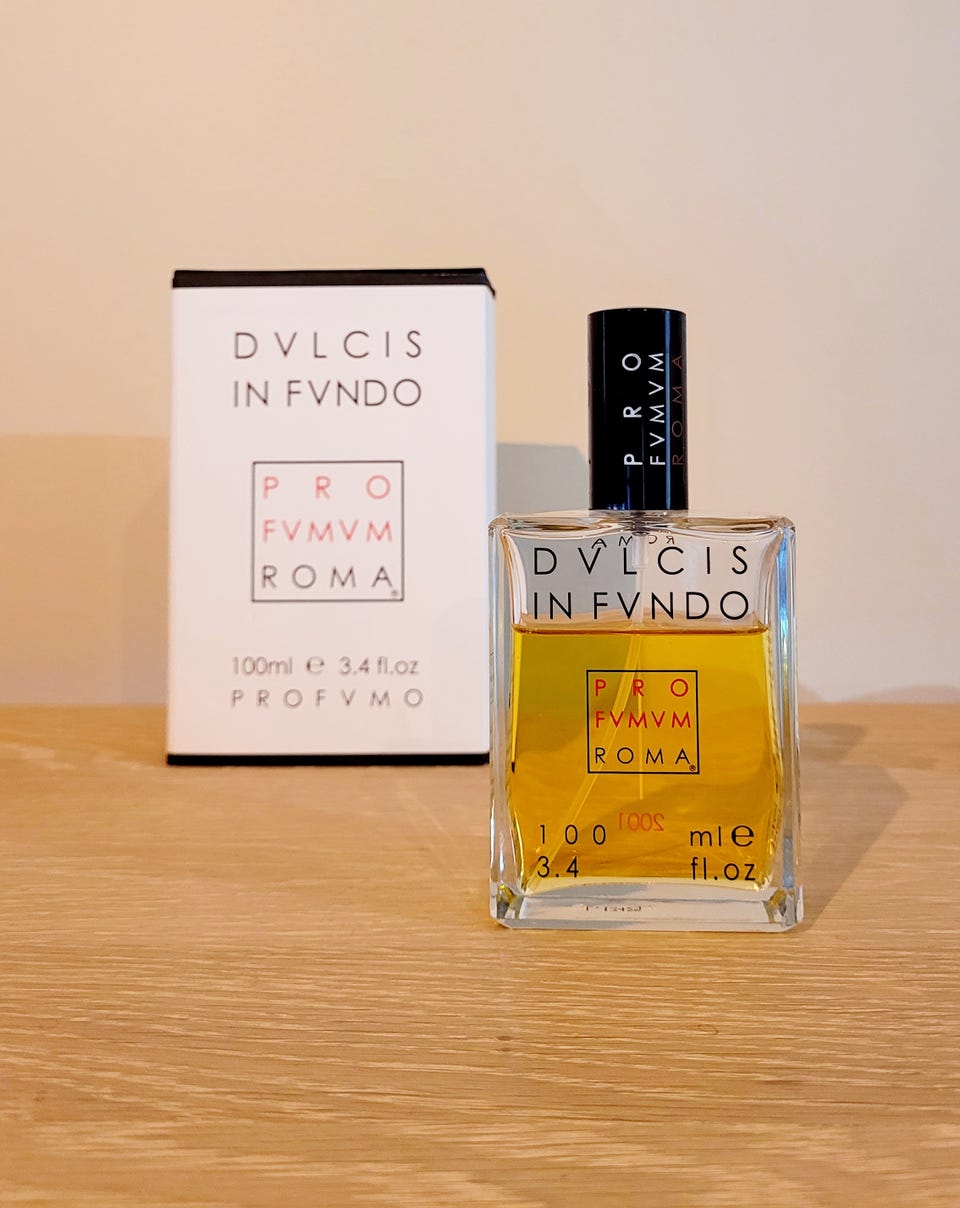 DVLCIS
IN FVNDO
PRO
FVMVM
ROMA®
100ml e 3.4 fl.oz
PROFVMO
PRO
FVMVM
ROMA
ROMA
DVLCIS
IN FVNDO
PRO
FVMVM
ROMA®
2001
100 ml e
3.4 fl.oz